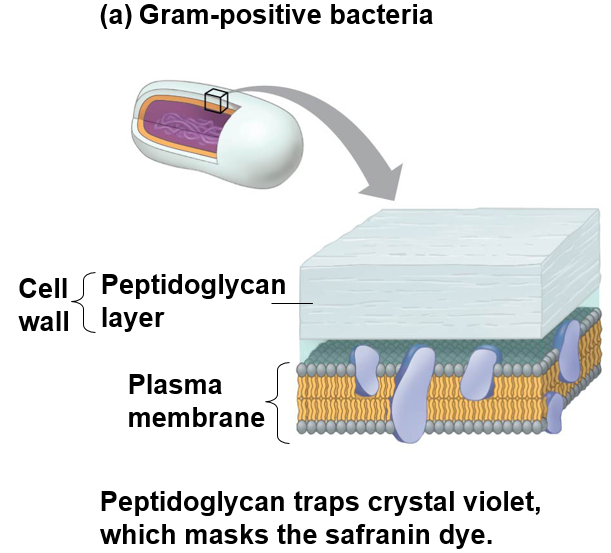 (a) Gram-positive bacteria
Cell
wall
Peptidoglycan
layer
Plasma
membrane
Peptidoglycan traps crystal violet,
which masks the safranin dye.